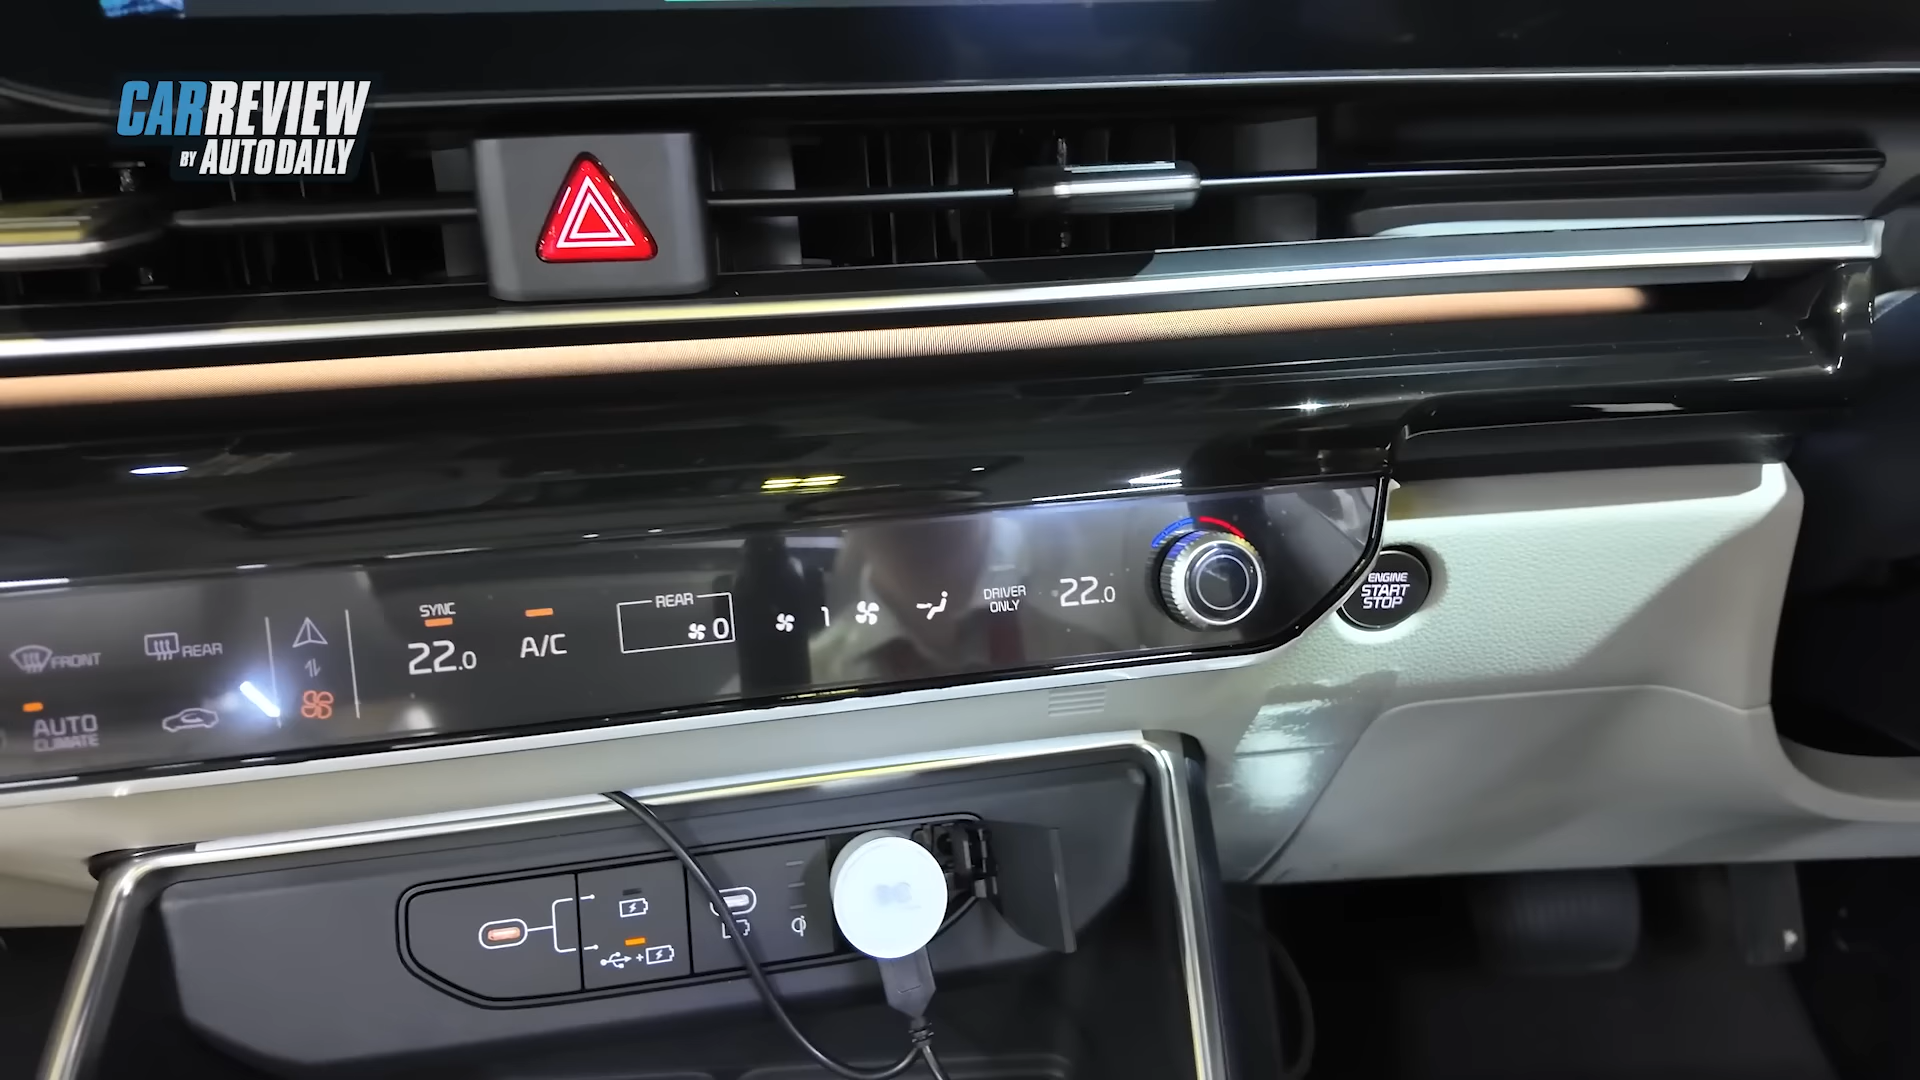 CARREVIEW
BY AUTODAILY
FRONT
REAR
AUTO
CLIMATE
SYNC
22.0
A/C
REAR
0
1
DRIVER
ONLY
22.0
ENGINE
START
STOP